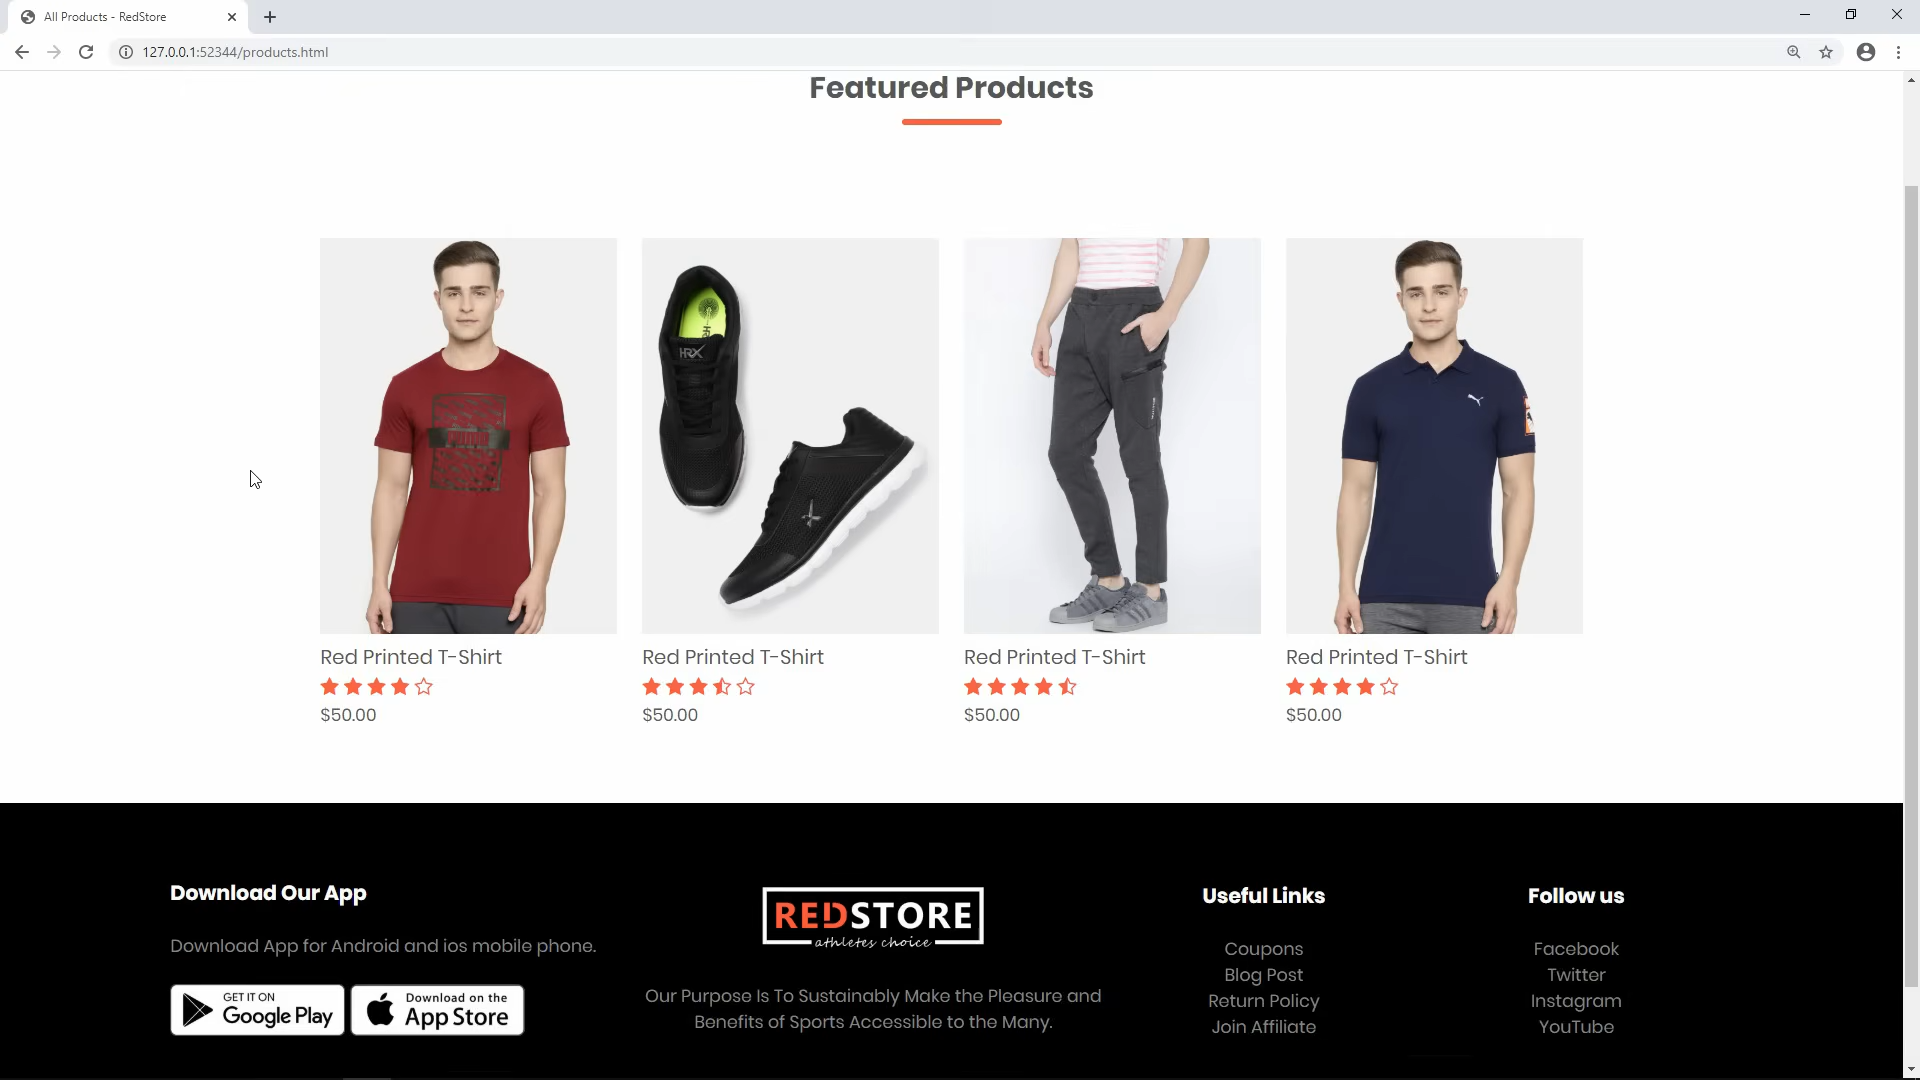 All Products - RedStore
127.0.0.1:52344/products.html
Featured Products
HRX
PUMA
Red Printed T-Shirt
$50.00
Red Printed T-Shirt
$50.00
Red Printed T-Shirt
$50.00
Red Printed T-Shirt
$50.00
Download Our App
Download App for Android and ios mobile phone.
GET IT ON
Google Play
Download on the
App Store
REDSTORE
athletes choice
Our Purpose Is To Sustainably Make the Pleasure and
Benefits of Sports Accessible to the Many.
Useful Links
Coupons
Blog Post
Return Policy
Join Affiliate
Follow us
Facebook
Twitter
Instagram
YouTube